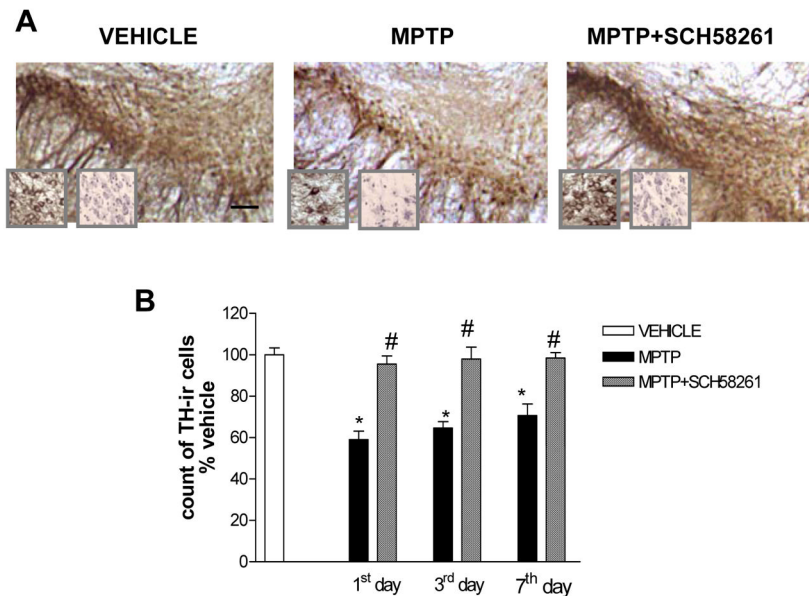 A
VEHICLE MPTP MPTP+SCH58261
B
120
100
80
60
40
20
0
count of TH-ir cells
% vehicle
# # #
* * *
1st day 3rd day 7th day
VEHICLE
MPTP
MPTP+SCH58261